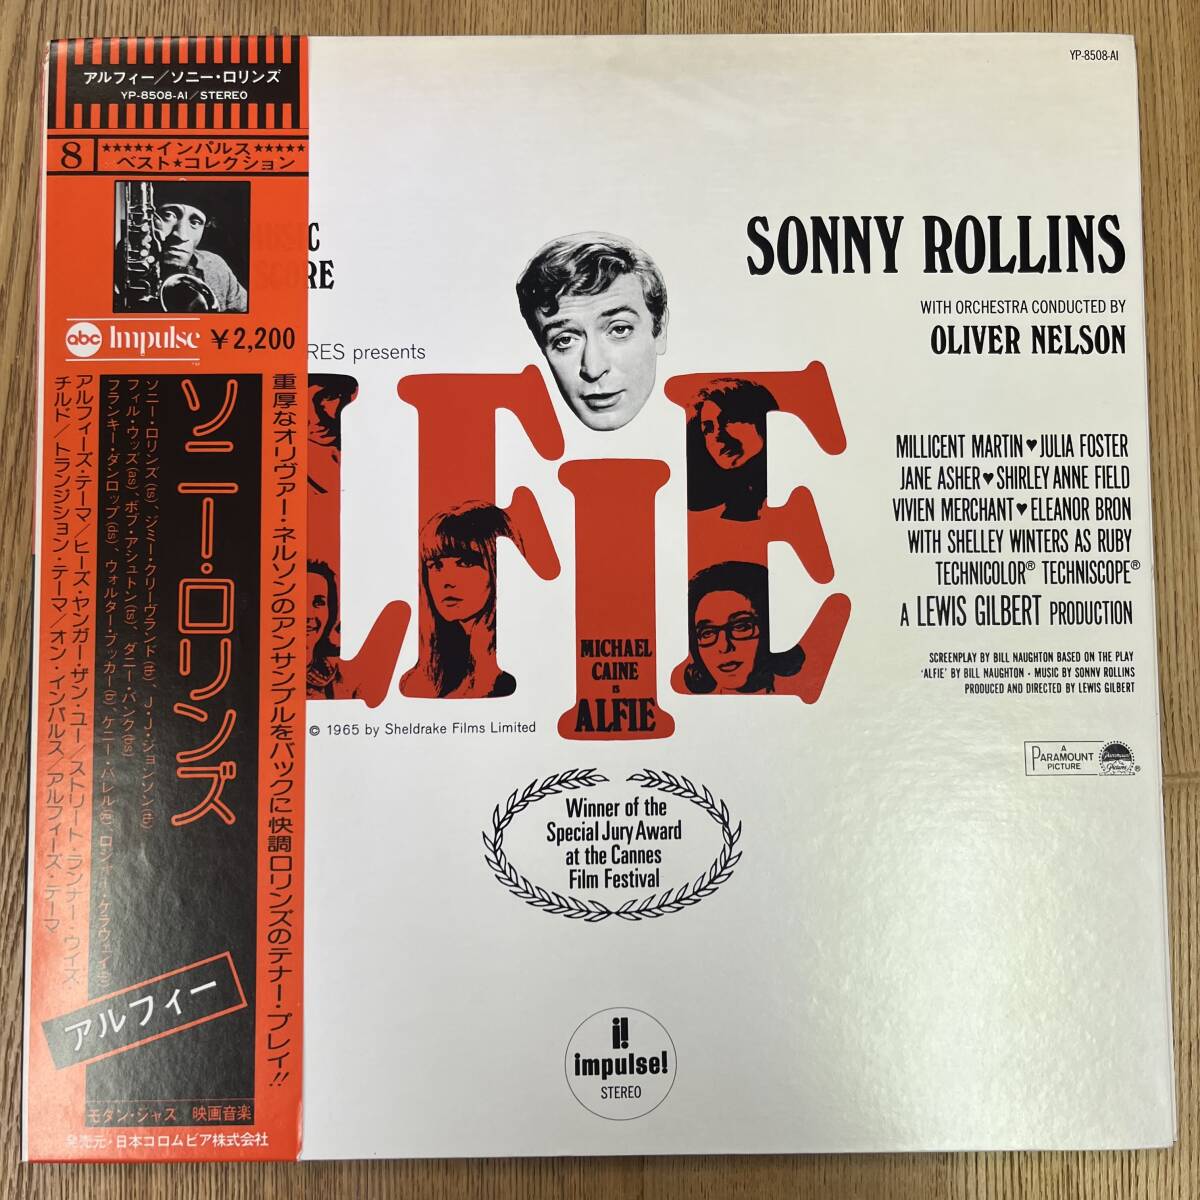 アルフィー／ソニー・ロリンズ
YP-8508-AI／STEREO
8
★★★★★インパルス★★★★★
ベスト★コレクション
abc Impulse ¥2,200
重厚なオリヴァー・ネルソンのアンサンブルをバックに快調ロリンズのテナー・プレイ!!
ソニー・ロリンズ
ソニー・ロリンズ(ts)、ジミー・クリーヴランド(tb)、J・J・ジョンソン(tb)
フィル・ウッズ(as)、ボブ・アシュトン(ts)、ダニー・バンク(bs)
フランキー・ダンロップ(ds)、ウォルター・ブッカー(b)、ケニー・バレル(g)、ロジャー・ケラウェイ(p)
アルフィーズ・テーマ／ヒーズ・ヤンガー・ザン・ユー／ストリート・ランナー・ウイズ・
チルド／トランジション・テーマ／オン・インパルス／アルフィーズ・テーマ
アルフィー
モダン・ジャズ 映画音楽
発売元・日本コロムビア株式会社
YP-8508-AI
MUSIC
SCORE
RES presents
SONNY ROLLINS
WITH ORCHESTRA CONDUCTED BY
OLIVER NELSON
LFIE
MICHAEL
CAINE
IS
ALFIE
MILLICENT MARTIN♥JULIA FOSTER
JANE ASHER♥SHIRLEY ANNE FIELD
VIVIEN MERCHANT♥ELEANOR BRON
WITH SHELLEY WINTERS AS RUBY
TECHNICOLOR® TECHNISCOPE®
A LEWIS GILBERT PRODUCTION
SCREENPLAY BY BILL NAUGHTON BASED ON THE PLAY
'ALFIE' BY BILL NAUGHTON · MUSIC BY SONNY ROLLINS
PRODUCED AND DIRECTED BY LEWIS GILBERT
© 1965 by Sheldrake Films Limited
A
PARAMOUNT
PICTURE
Winner of the
Special Jury Award
at the Cannes
Film Festival
i!
impulse!
STEREO